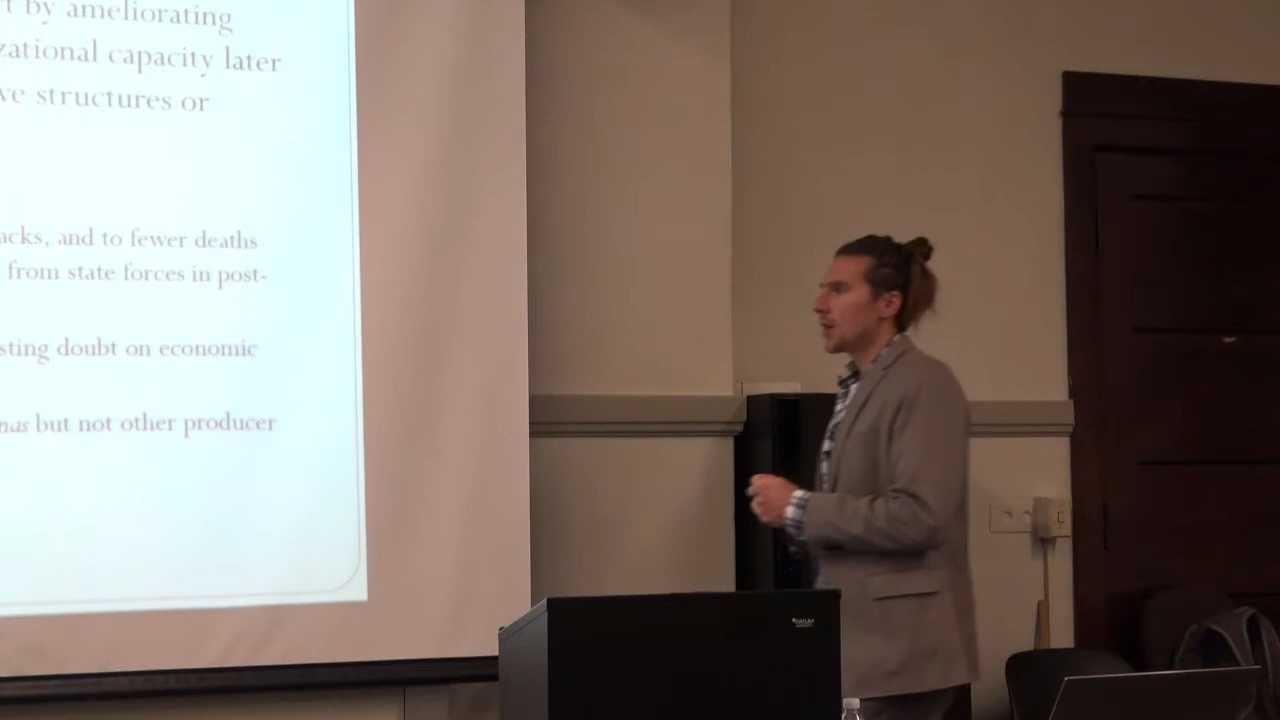 t by ameliorating
zational capacity later
ve structures or
acks, and to fewer deaths
from state forces in post-
sting doubt on economic
nas but not other producer